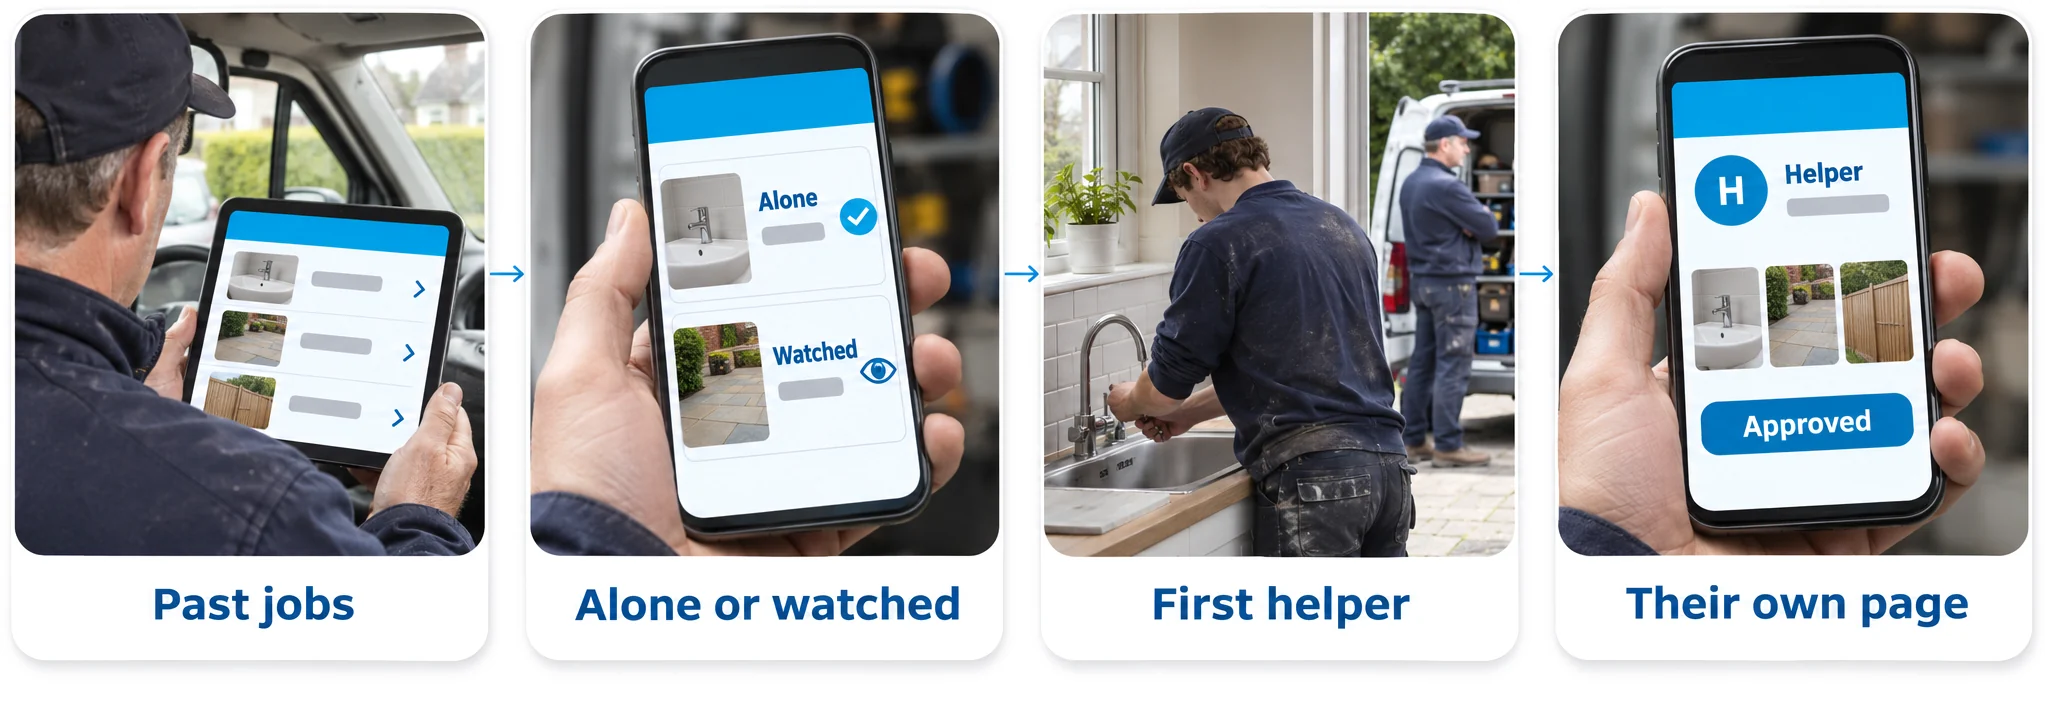 Alone
Watched
H
Helper
Approved
Past jobs
Alone or watched
First helper
Their own page